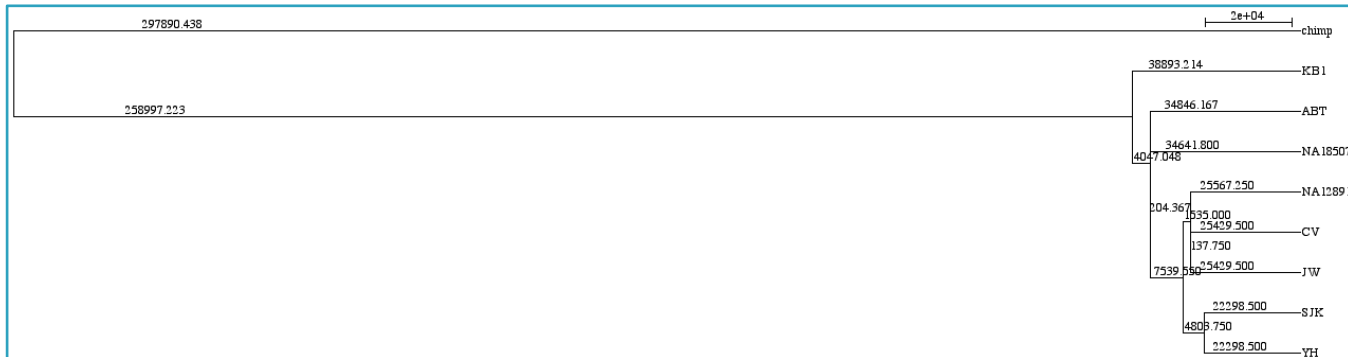 297890.438
2e+04
chimp
38893.214
KB1
258997.223
34846.167
ABT
34641.800
NA18507
4047.048
25567.250
NA1289
204.367
1535.000
25429.500
CV
137.750
7539.550
25429.500
JW
22298.500
SJK
4803.750
22298.500
YH